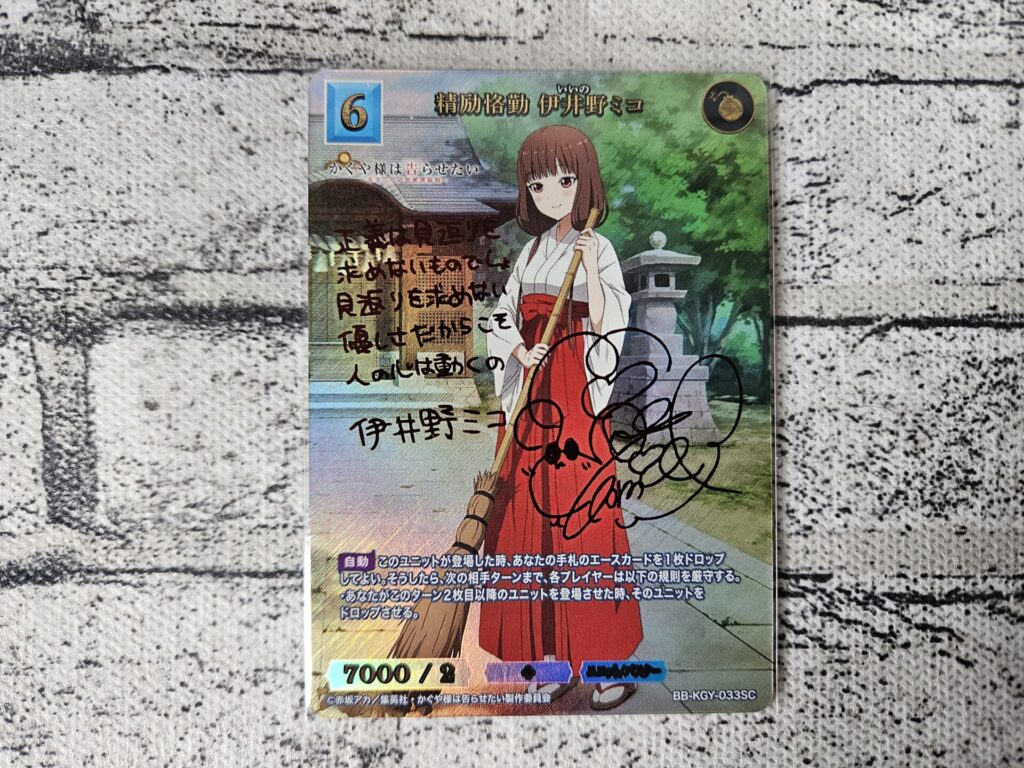 6
精励恪勤 伊井野ミコ
いいの
かぐや様は告らせたい
正義は見返りを
求めないものでしょ
見返りを求めない
優しさだからこそ
人の心は動くの
伊井野ミコ
自動 このユニットが登場した時、あなたの手札のエースカードを1枚ドロップ
してよい。そうしたら、次の相手ターンまで、各プレイヤーは以下の規則を厳守する。
・あなたがこのターン2枚目以降のユニットを登場させた時、そのユニットを
ドロップさせる。
7000 / 2
BB-KGY-033SC
©赤坂アカ/集英社・かぐや様は告らせたい製作委員会